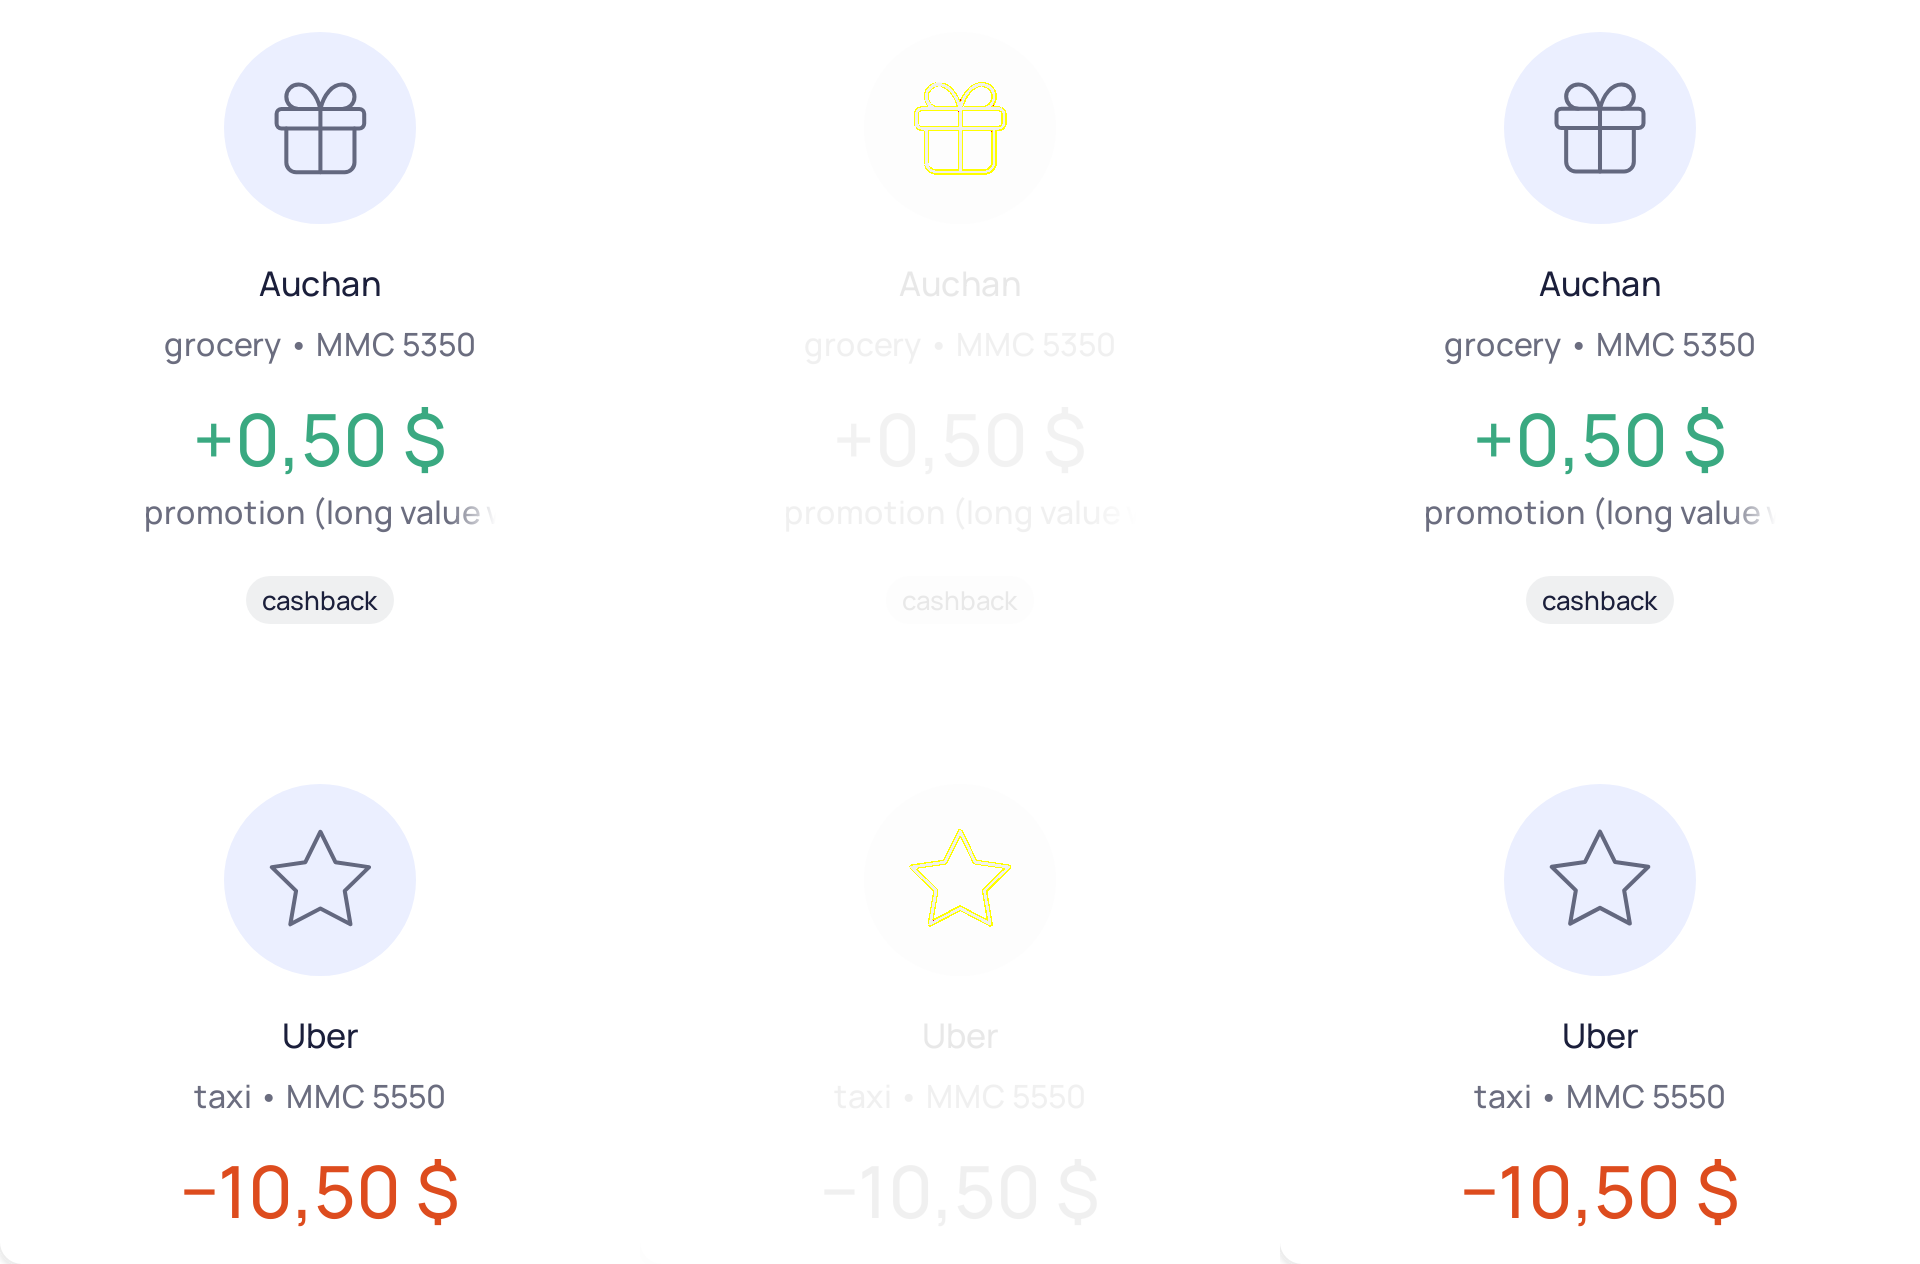 Auchan
grocery • MMC 5350
+0,50 $
promotion (long value
cashback
Uber
taxi • MMC 5550
−10,50 $
Auchan
grocery • MMC 5350
+0,50 $
promotion (long value
cashback
Uber
taxi • MMC 5550
−10,50 $
Auchan
grocery • MMC 5350
+0,50 $
promotion (long value
cashback
Uber
taxi • MMC 5550
−10,50 $